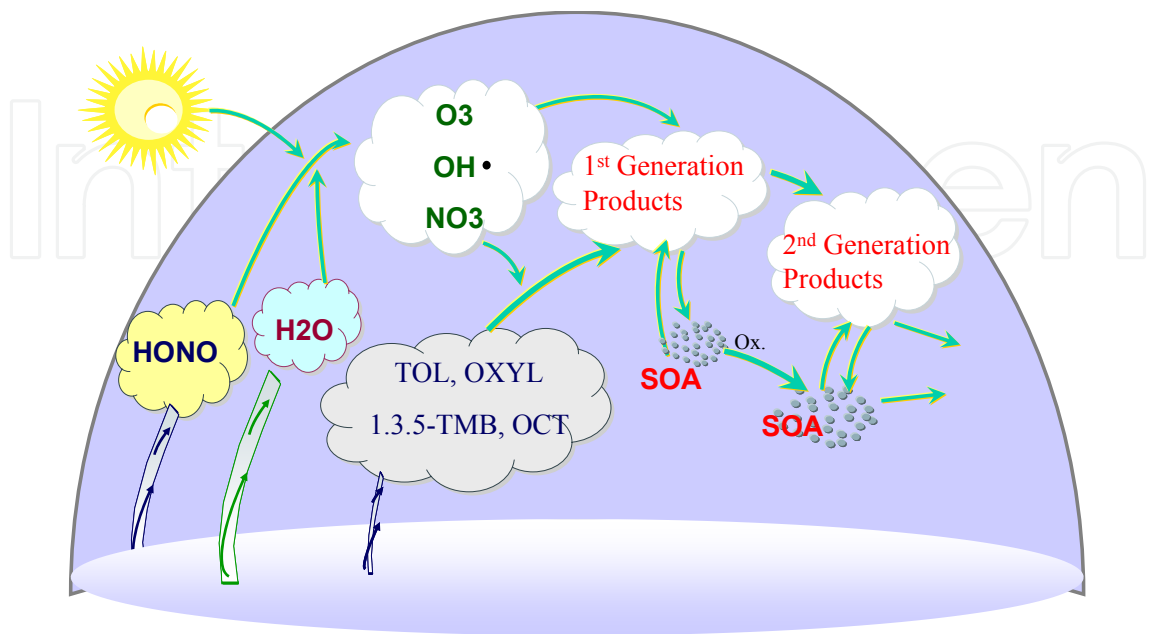 O3
OH •
NO3
1st Generation
Products
2nd Generation
Products
HONO
H2O
TOL, OXYL
1.3.5-TMB, OCT
Ox.
SOA
SOA